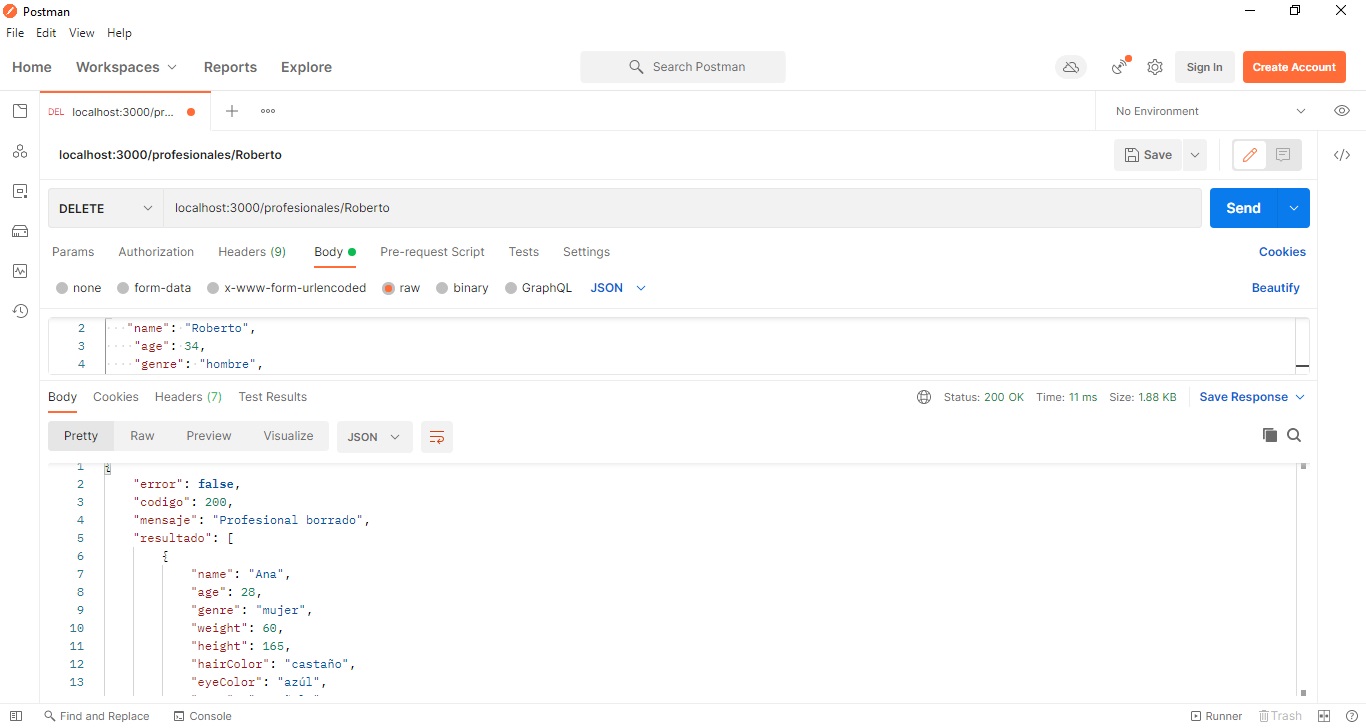 Postman
File Edit View Help
Home Workspaces Reports Explore Search Postman Sign In Create Account
DEL localhost:3000/pr... No Environment
localhost:3000/profesionales/Roberto Save
DELETE localhost:3000/profesionales/Roberto Send
Params Authorization Headers (9) Body Pre-request Script Tests Settings Cookies
none form-data x-www-form-urlencoded raw binary GraphQL JSON Beautify
2 "name": "Roberto",
3 "age": 34,
4 "genre": "hombre",
Body Cookies Headers (7) Test Results Status: 200 OK Time: 11 ms Size: 1.88 KB Save Response
Pretty Raw Preview Visualize JSON
1 {
2 "error": false,
3 "codigo": 200,
4 "mensaje": "Profesional borrado",
5 "resultado": [
6 {
7 "name": "Ana",
8 "age": 28,
9 "genre": "mujer",
10 "weight": 60,
11 "height": 165,
12 "hairColor": "castaño",
13 "eyeColor": "azúl",
Find and Replace Console Runner Trash